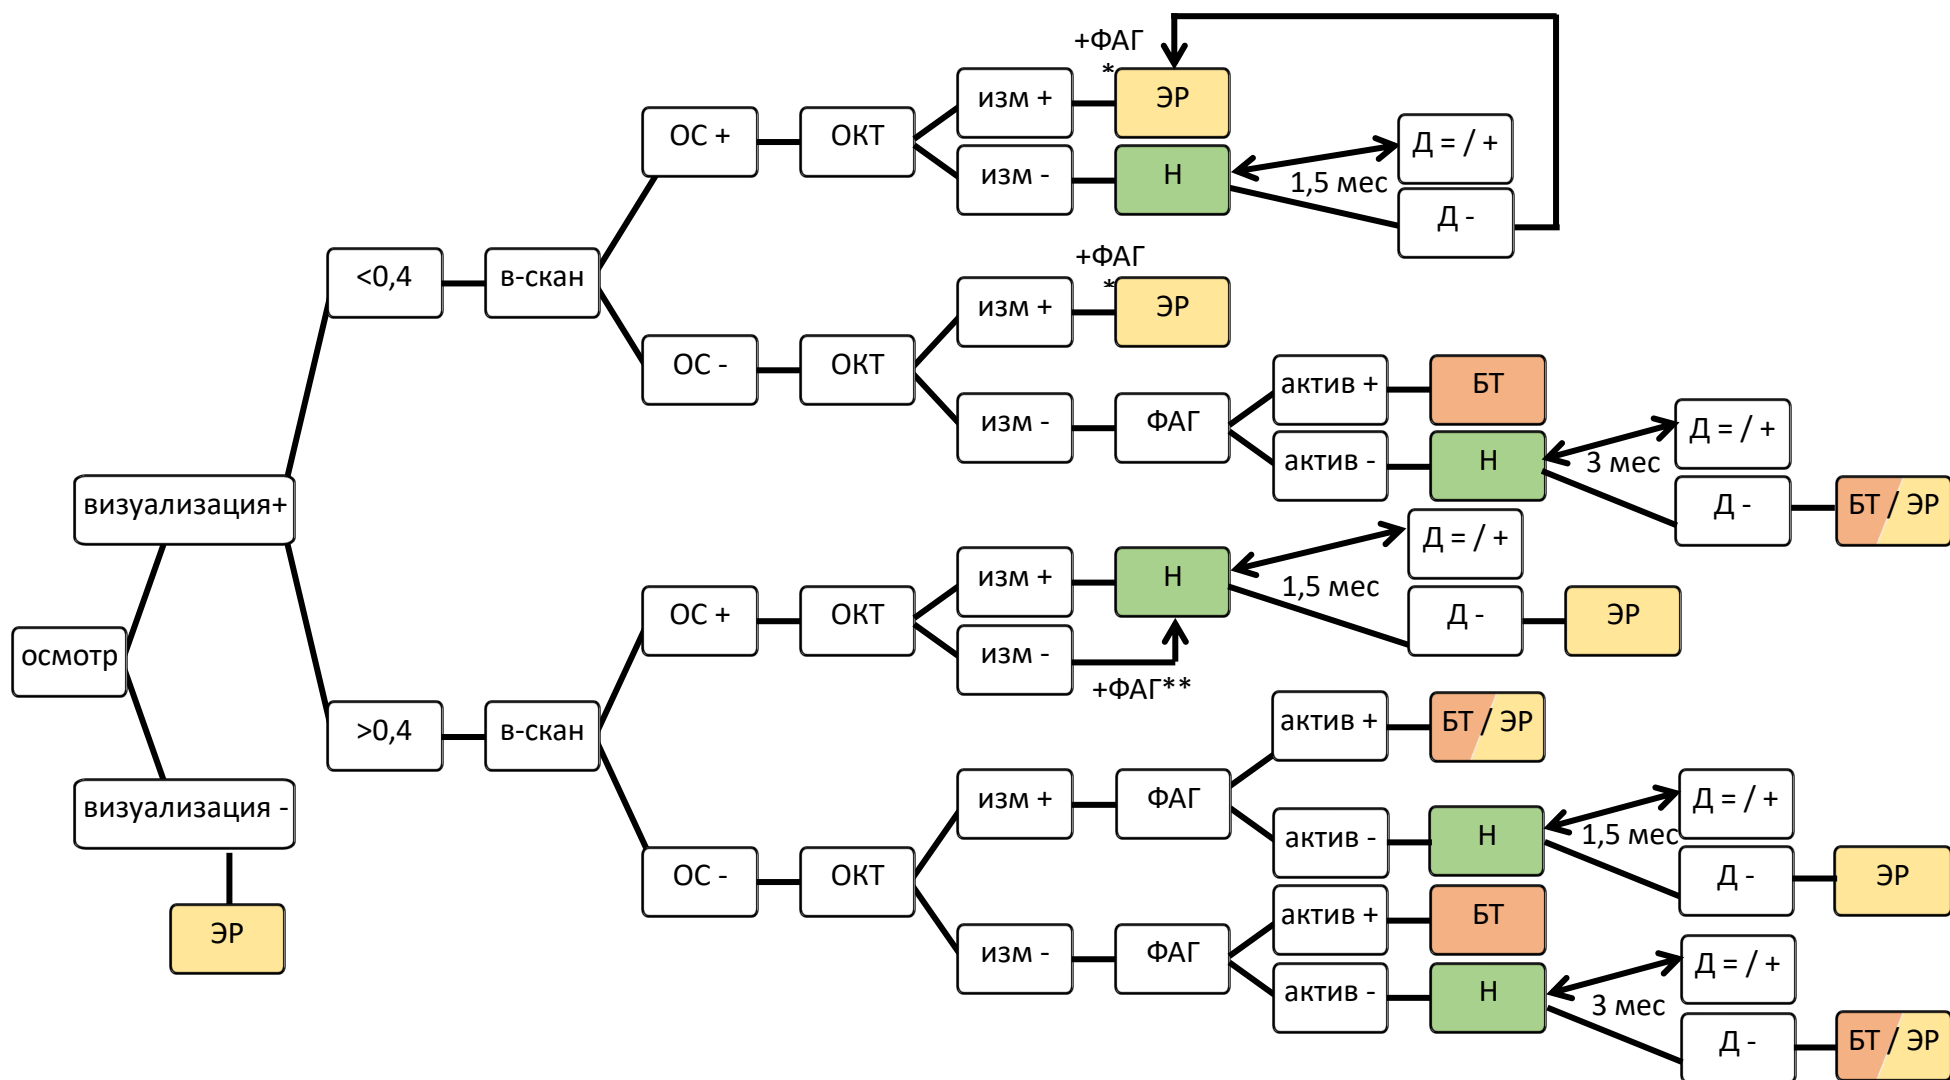 +ФАГ
*
изм +
ЭР
ОС +
ОКТ
Д = / +
изм -
Н
1,5 мес
Д -
<0,4
в-скан
+ФАГ
*
изм +
ЭР
ОС -
ОКТ
актив +
БТ
изм -
ФАГ
Д = / +
актив -
Н
3 мес
визуализация+
Д -
БТ / ЭР
Д = / +
изм +
Н
1,5 мес
ОС +
ОКТ
Д -
ЭР
осмотр
изм -
+ФАГ**
>0,4
в-скан
актив +
БТ / ЭР
визуализация -
изм +
ФАГ
Д = / +
актив -
Н
1,5 мес
ОС -
ОКТ
Д -
ЭР
ЭР
актив +
БТ
изм -
ФАГ
Д = / +
актив -
Н
3 мес
Д -
БТ / ЭР